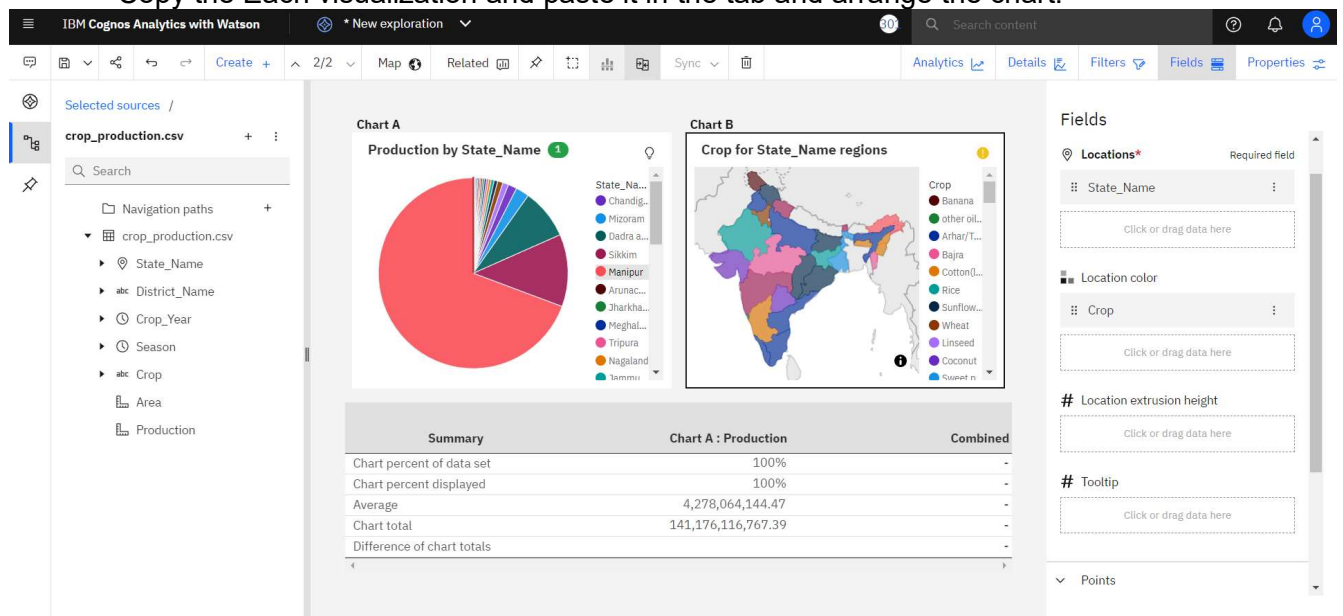 Copy the Each visualization and paste it in the tab and arrange the chart.
IBM Cognos Analytics with Watson
* New exploration
Search content
Create +
2/2
Map
Related
Sync
Analytics
Details
Filters
Fields
Properties
Selected sources /
crop_production.csv
Search
Navigation paths
crop_production.csv
State_Name
abc District_Name
Crop_Year
Season
abc Crop
Area
Production
Chart A
Production by State_Name 1
State_Na...
Chandig...
Mizoram
Dadra a...
Sikkim
Manipur
Arunac...
Jharkha...
Meghal...
Tripura
Nagaland
Jammu
Chart B
Crop for State_Name regions
Crop
Banana
other oil...
Arhar/T...
Bajra
Cotton(l...
Rice
Sunflow...
Wheat
Linseed
Coconut
Sweet p
Summary Chart A : Production Combined
Chart percent of data set 100% -
Chart percent displayed 100% -
Average 4,278,064,144.47 -
Chart total 141,176,116,767.39 -
Difference of chart totals -
Fields
Locations* Required field
State_Name
Click or drag data here
Location color
Crop
Click or drag data here
# Location extrusion height
Click or drag data here
# Tooltip
Click or drag data here
Points